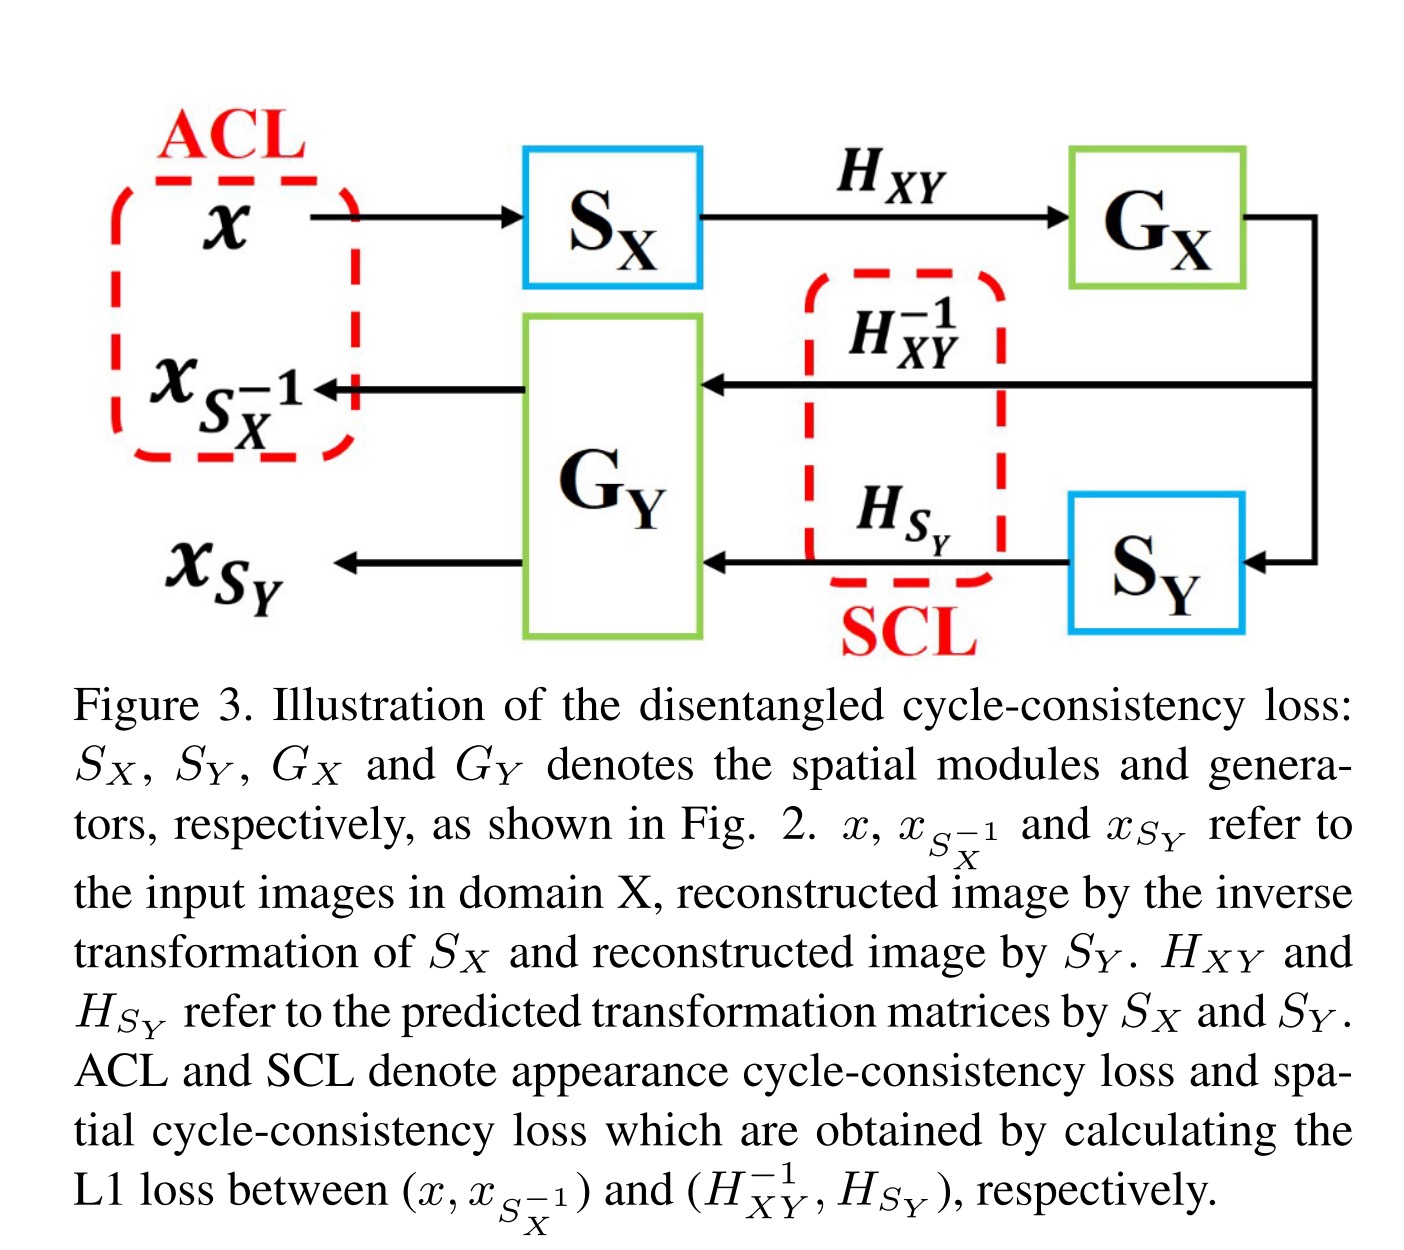 ACL
x
S_X
H_{XY}
G_X
H_{XY}^{-1}
x_{S_X^{-1}}
G_Y
H_{S_Y}
x_{S_Y}
S_Y
SCL
Figure 3. Illustration of the disentangled cycle-consistency loss:
S_X, S_Y, G_X and G_Y denotes the spatial modules and genera-
tors, respectively, as shown in Fig. 2. x, x_{S_X^{-1}} and x_{S_Y} refer to
the input images in domain X, reconstructed image by the inverse
transformation of S_X and reconstructed image by S_Y. H_{XY} and
H_{S_Y} refer to the predicted transformation matrices by S_X and S_Y.
ACL and SCL denote appearance cycle-consistency loss and spa-
tial cycle-consistency loss which are obtained by calculating the
L1 loss between (x, x_{S_X^{-1}}) and (H_{XY}^{-1}, H_{S_Y}), respectively.